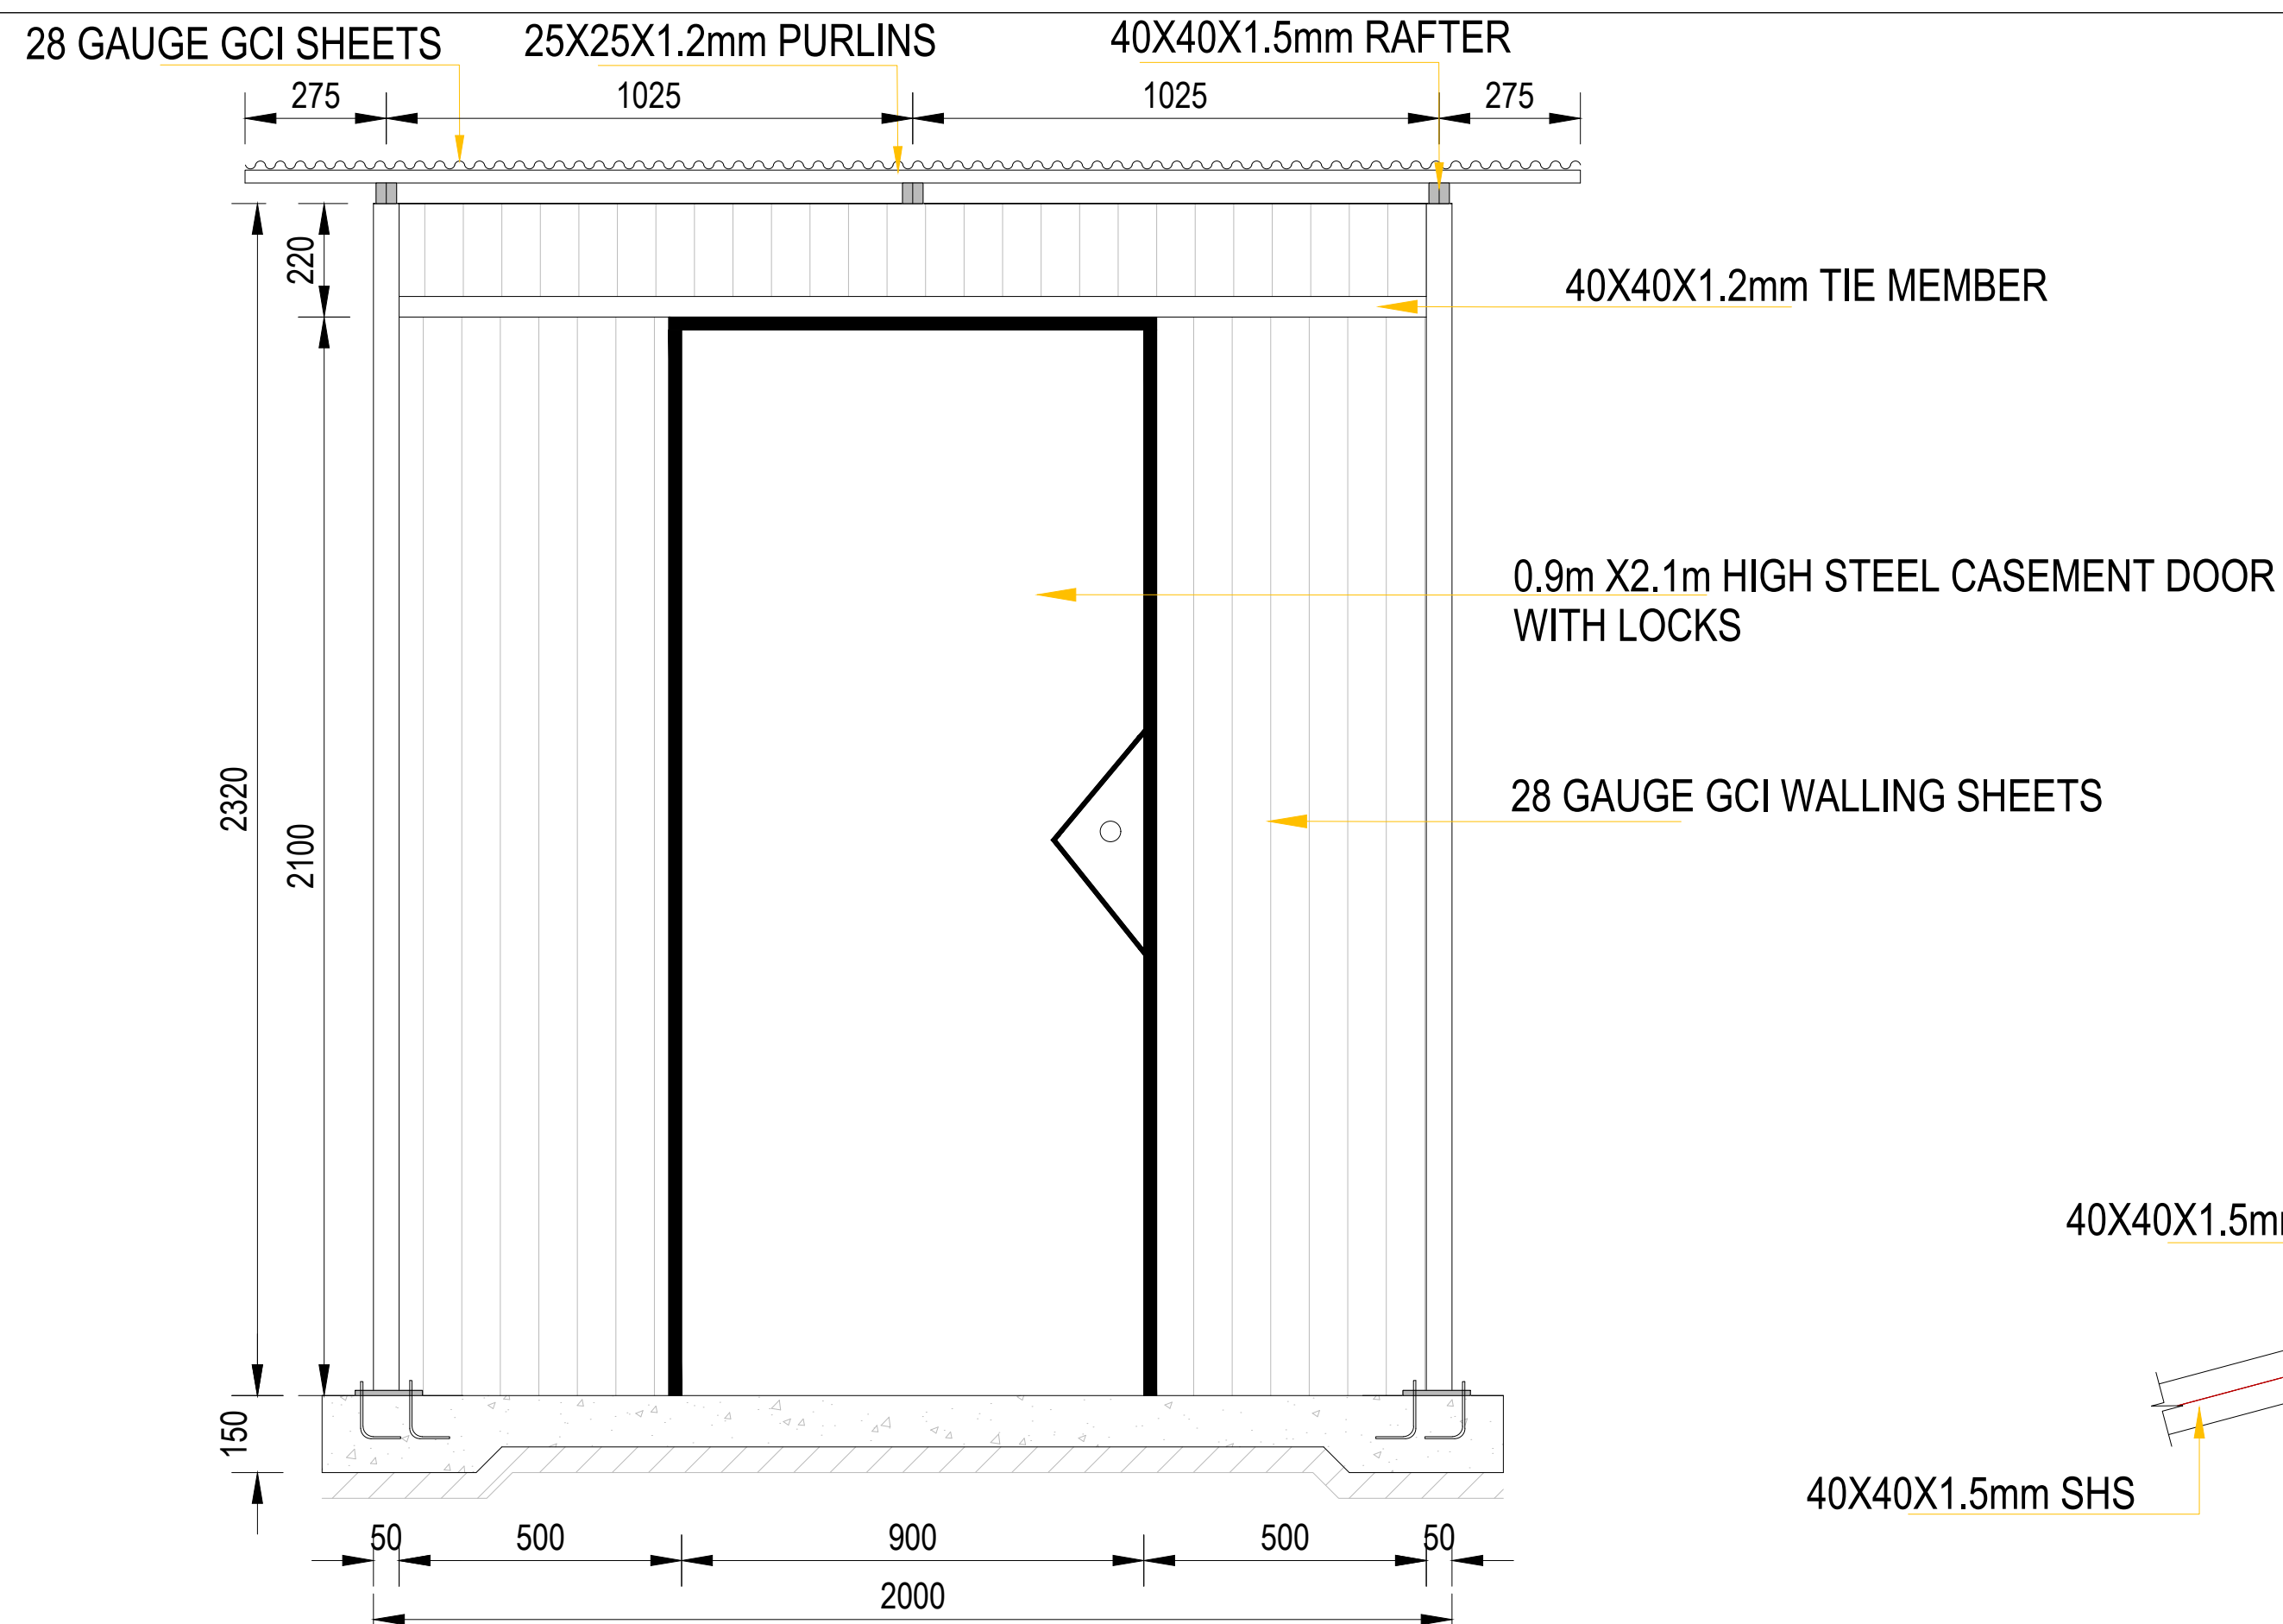 28 GAUGE GCI SHEETS
25X25X1.2mm PURLINS
40X40X1.5mm RAFTER
275
1025
1025
275
220
40X40X1.2mm TIE MEMBER
0.9m X2.1m HIGH STEEL CASEMENT DOOR
WITH LOCKS
2320
2100
28 GAUGE GCI WALLING SHEETS
40X40X1.5m
150
40X40X1.5mm SHS
50
500
900
500
50
2000